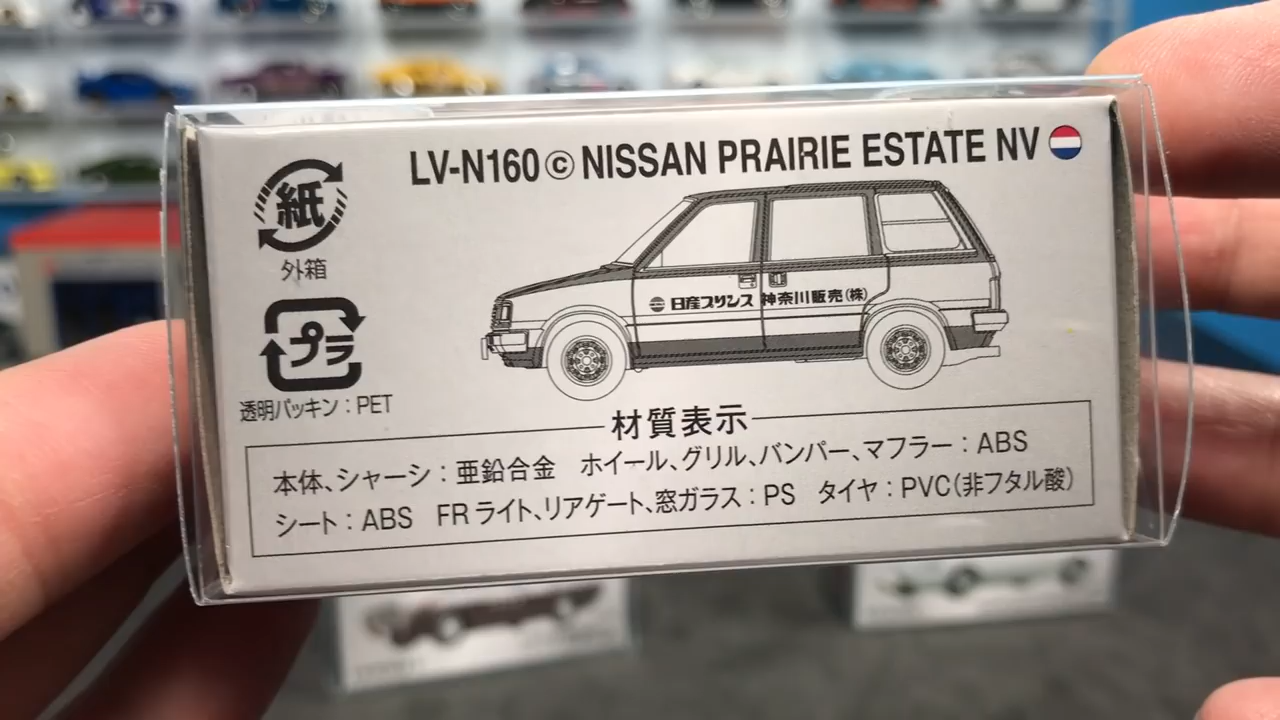 LV-N160 © NISSAN PRAIRIE ESTATE NV
紙
外箱
プラ
透明パッキン：PET
日産プリンス 神奈川販売(株)
材質表示
本体、シャーシ：亜鉛合金 ホイール、グリル、バンパー、マフラー：ABS
シート：ABS FRライト、リアゲート、窓ガラス：PS タイヤ：PVC(非フタル酸)